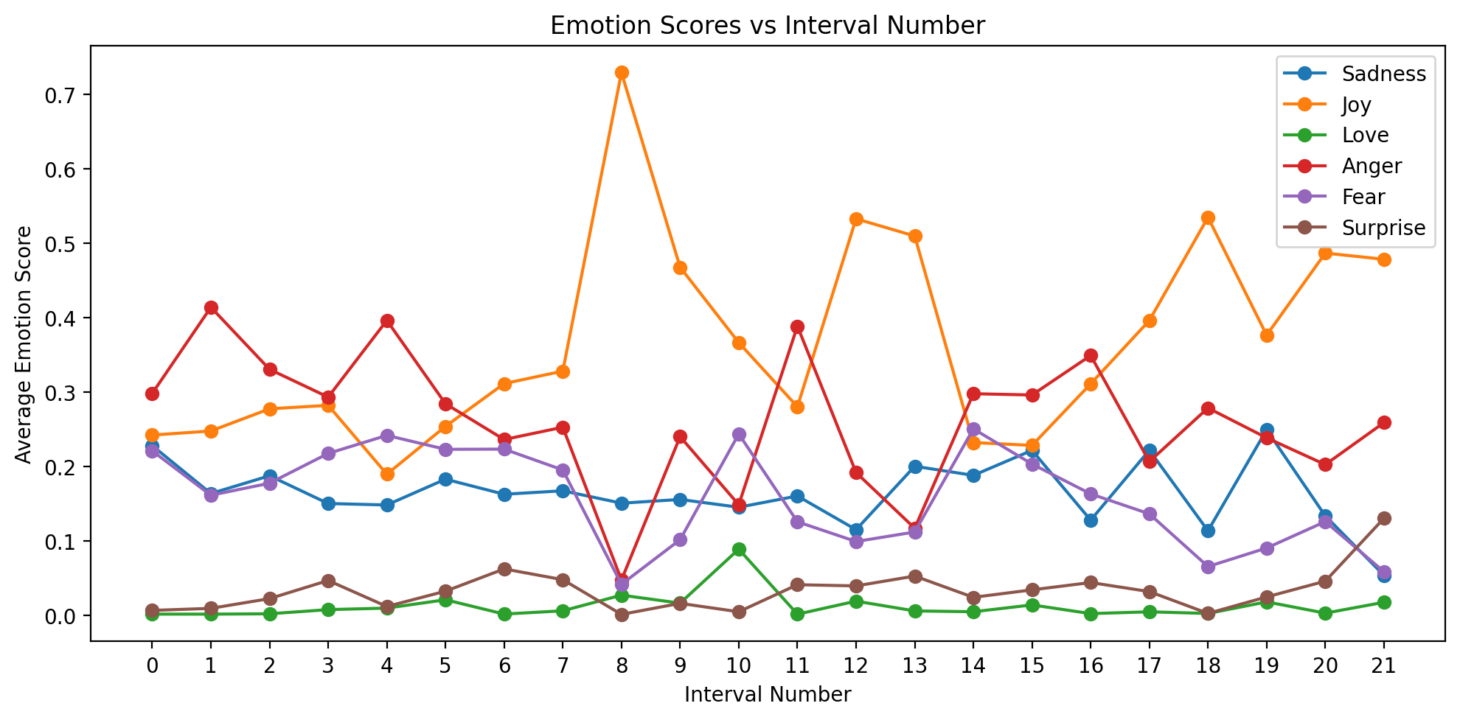 Emotion Scores vs Interval Number
Sadness
Joy
Love
Anger
Fear
Surprise
Average Emotion Score
0.7
0.6
0.5
0.4
0.3
0.2
0.1
0.0
0 1 2 3 4 5 6 7 8 9 10 11 12 13 14 15 16 17 18 19 20 21
Interval Number